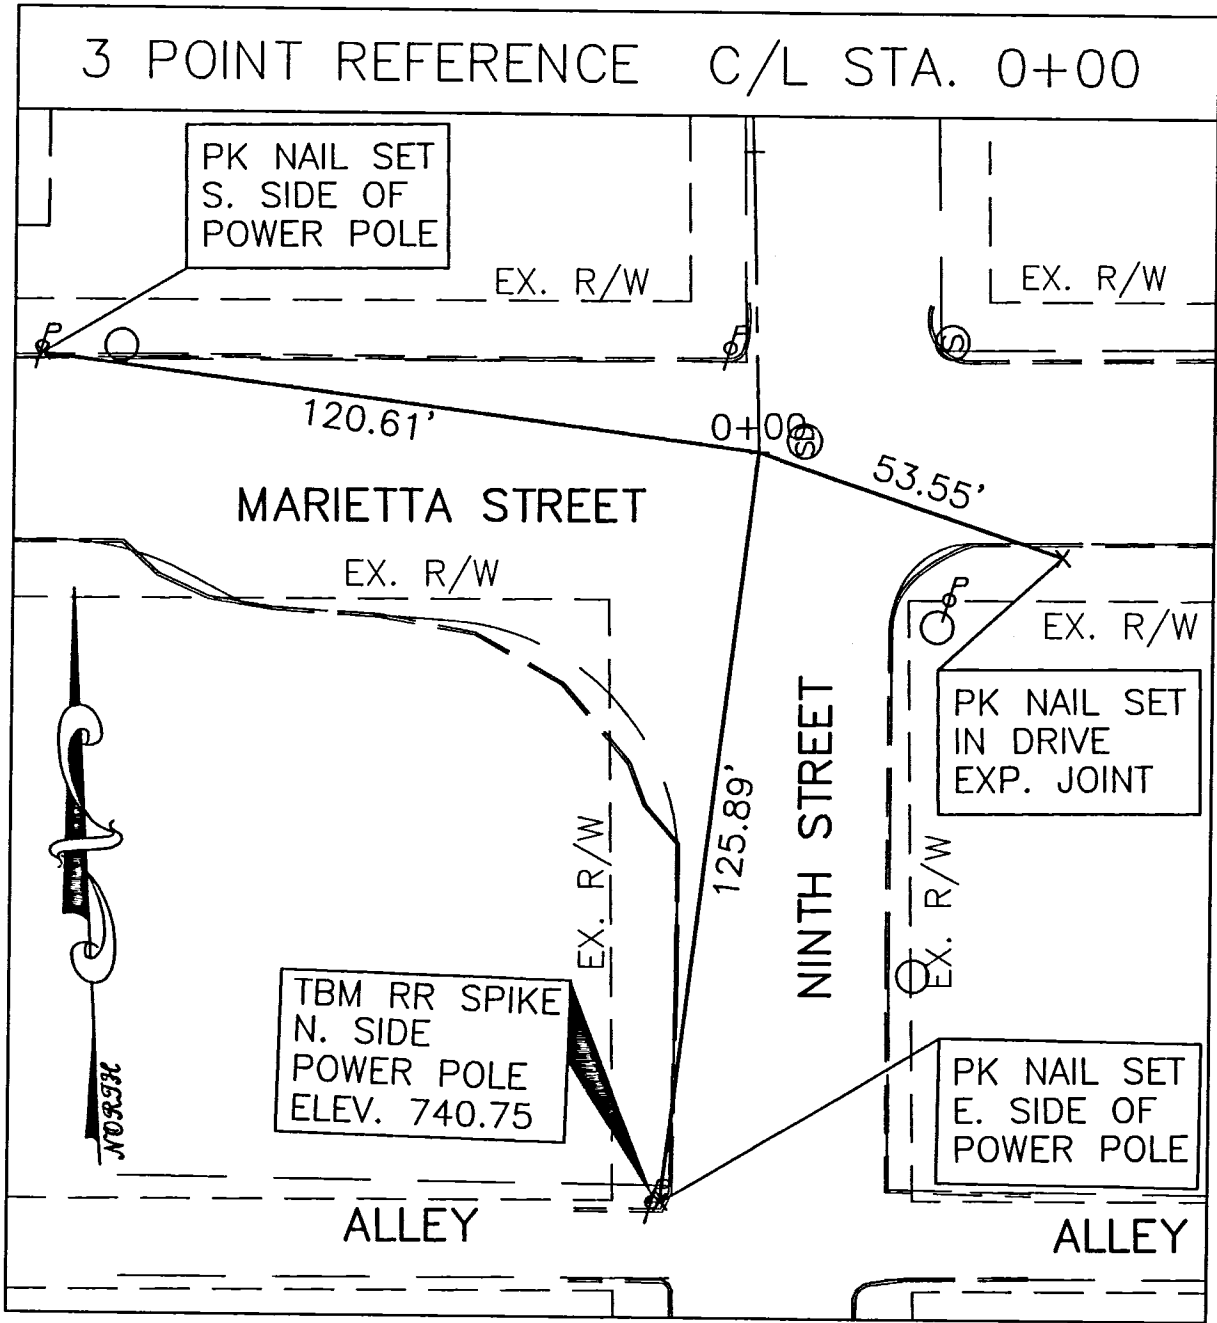 3 POINT REFERENCE C/L STA. 0+00
PK NAIL SET
S. SIDE OF
POWER POLE
EX. R/W
EX. R/W
P
P
S
120.61'
0+00
SD
53.55'
MARIETTA STREET
EX. R/W
P
EX. R/W
PK NAIL SET
IN DRIVE
EXP. JOINT
NINTH STREET
125.89'
EX. R/W
EX. R/W
TBM RR SPIKE
N. SIDE
POWER POLE
ELEV. 740.75
PK NAIL SET
E. SIDE OF
POWER POLE
NORTH
P
ALLEY
ALLEY